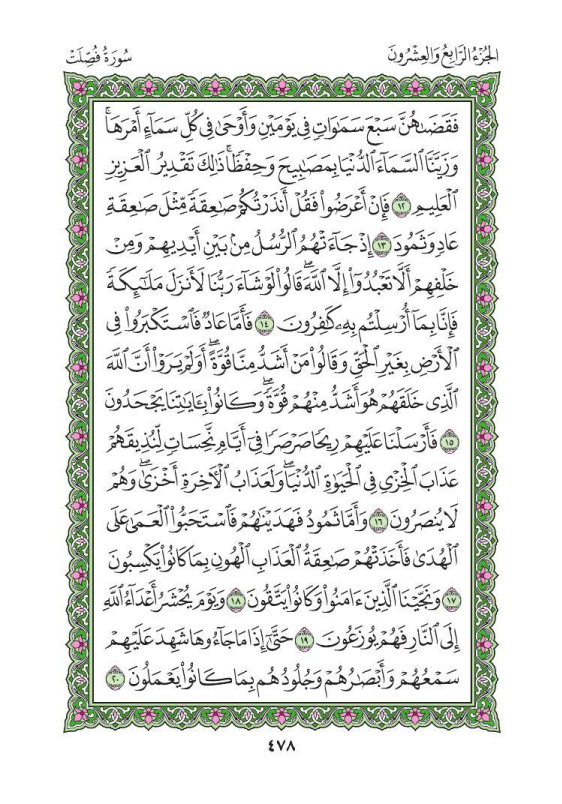 الجُزْءُ الرَّابِعُ وَالعِشْرُونَ
سُورَةُ فُصِّلَتْ
فَقَضَىٰهُنَّ سَبْعَ سَمَٰوَاتٍ فِي يَوْمَيْنِ وَأَوْحَىٰ فِي كُلِّ سَمَآءٍ أَمْرَهَاۚ
وَزَيَّنَّا ٱلسَّمَآءَ ٱلدُّنْيَا بِمَصَٰبِيحَ وَحِفْظٗاۚ ذَٰلِكَ تَقْدِيرُ ٱلْعَزِيزِ
ٱلْعَلِيمِ ١٢ فَإِنْ أَعْرَضُواْ فَقُلْ أَنذَرْتُكُمْ صَٰعِقَةٗ مِّثْلَ صَٰعِقَةِ
عَادٖ وَثَمُودَ ١٣ إِذْ جَآءَتْهُمُ ٱلرُّسُلُ مِنۢ بَيْنِ أَيْدِيهِمْ وَمِنْ
خَلْفِهِمْ أَلَّا تَعْبُدُوٓاْ إِلَّا ٱللَّهَۖ قَالُواْ لَوْ شَآءَ رَبُّنَا لَأَنزَلَ مَلَٰٓئِكَةٗ
فَإِنَّا بِمَآ أُرْسِلْتُم بِهِۦ كَٰفِرُونَ ١٤ فَأَمَّا عَادٞ فَٱسْتَكْبَرُواْ فِي
ٱلْأَرْضِ بِغَيْرِ ٱلْحَقِّ وَقَالُواْ مَنْ أَشَدُّ مِنَّا قُوَّةًۖ أَوَلَمْ يَرَوْاْ أَنَّ ٱللَّهَ
ٱلَّذِي خَلَقَهُمْ هُوَ أَشَدُّ مِنْهُمْ قُوَّةٗۖ وَكَانُواْ بِـَٔايَٰتِنَا يَجْحَدُونَ
١٥ فَأَرْسَلْنَا عَلَيْهِمْ رِيحٗا صَرْصَرٗا فِيٓ أَيَّامٖ نَّحِسَاتٖ لِّنُذِيقَهُمْ
عَذَابَ ٱلْخِزْيِ فِي ٱلْحَيَوٰةِ ٱلدُّنْيَاۖ وَلَعَذَابُ ٱلْأٓخِرَةِ أَخْزَىٰۖ وَهُمْ
لَا يُنصَرُونَ ١٦ وَأَمَّا ثَمُودُ فَهَدَيْنَٰهُمْ فَٱسْتَحَبُّواْ ٱلْعَمَىٰ عَلَى
ٱلْهُدَىٰ فَأَخَذَتْهُمْ صَٰعِقَةُ ٱلْعَذَابِ ٱلْهُونِ بِمَا كَانُواْ يَكْسِبُونَ
١٧ وَنَجَّيْنَا ٱلَّذِينَ ءَامَنُواْ وَكَانُواْ يَتَّقُونَ ١٨ وَيَوْمَ يُحْشَرُ أَعْدَآءُ ٱللَّهِ
إِلَى ٱلنَّارِ فَهُمْ يُوزَعُونَ ١٩ حَتَّىٰٓ إِذَا مَا جَآءُوهَا شَهِدَ عَلَيْهِمْ
سَمْعُهُمْ وَأَبْصَٰرُهُمْ وَجُلُودُهُم بِمَا كَانُواْ يَعْمَلُونَ ٢٠
٤٧٨